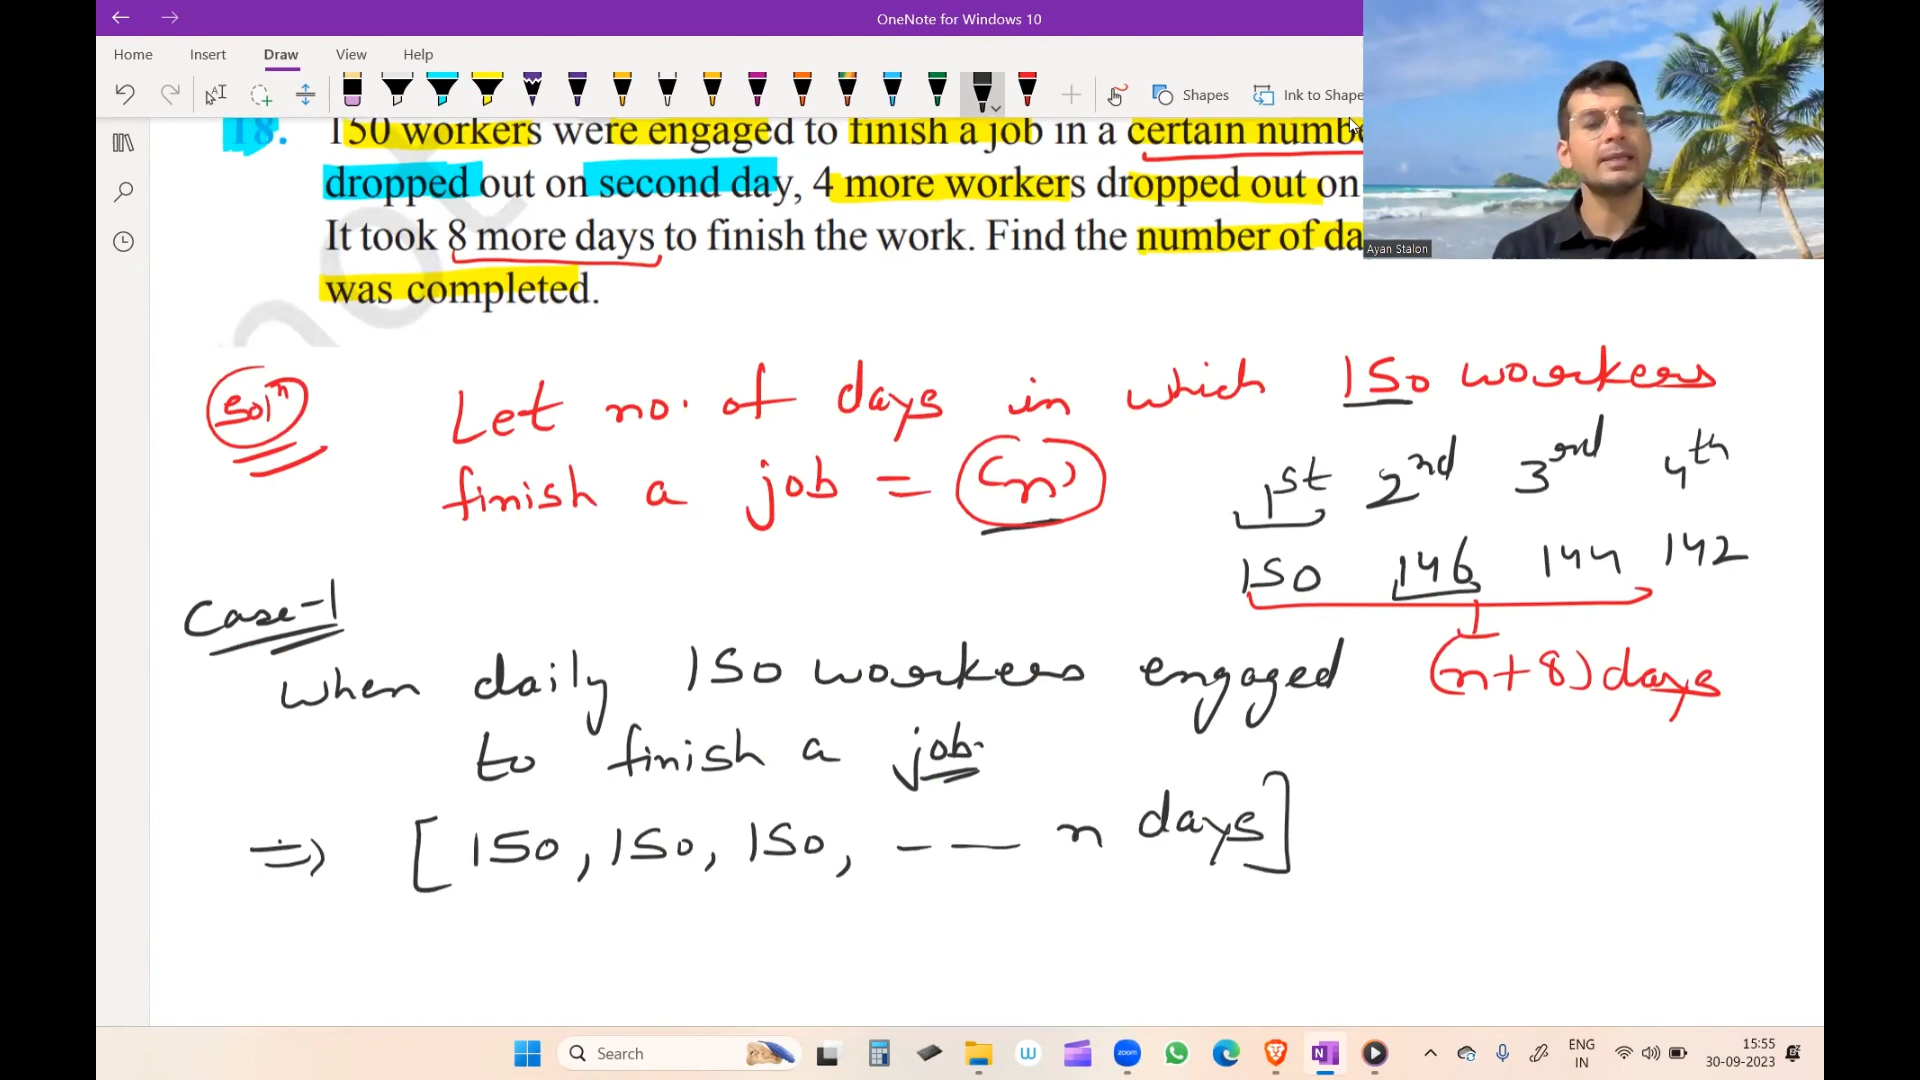 OneNote for Windows 10
Home Insert Draw View Help
Shapes Ink to Shape
18. 150 workers were engaged to finish a job in a certain numbe
dropped out on second day, 4 more workers dropped out on
It took 8 more days to finish the work. Find the number of da
was completed.
Ayan Stalon
Solⁿ Let no. of days in which 150 workers
finish a job = (n)
1st 2nd 3rd 4th
150 146 144 142
Case-1
When daily 150 workers engaged (n+8) days
to finish a job.
⇒ [150, 150, 150, - — n days]
Search
zoom
ENG
IN
15:55
30-09-2023